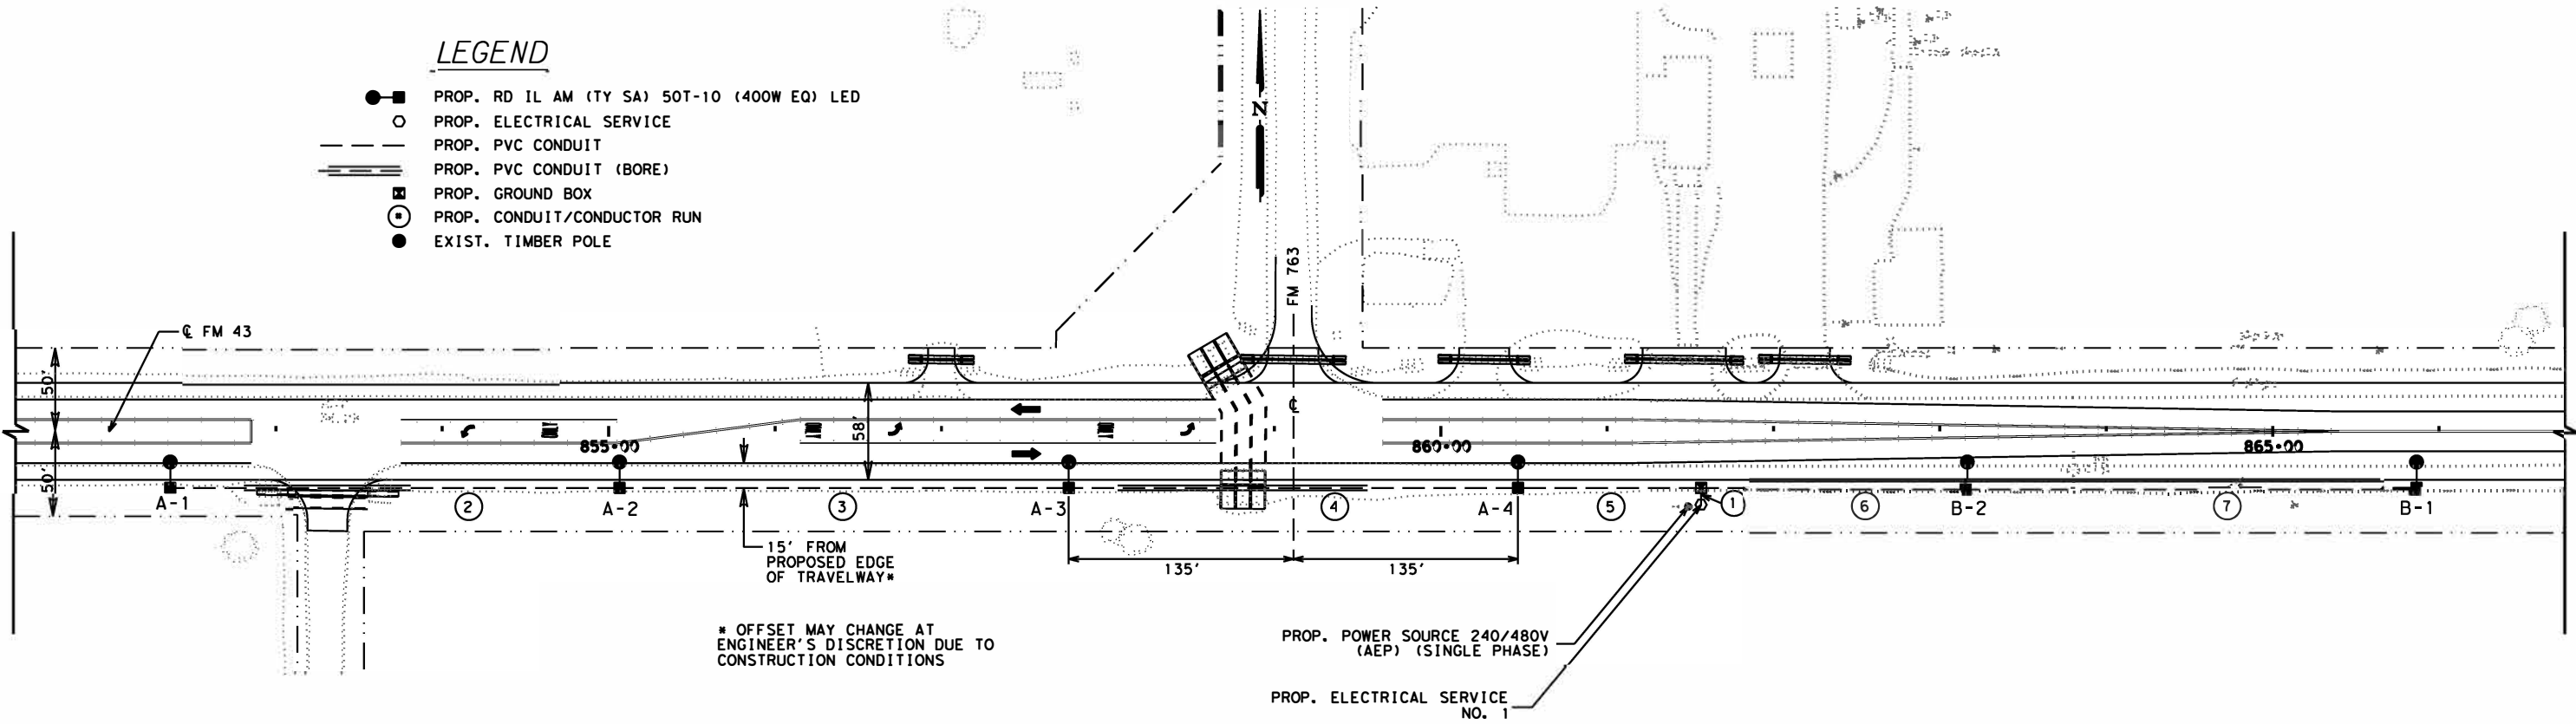 LEGEND
PROP. RD IL AM (TY SA) 50T-10 (400W EQ) LED
PROP. ELECTRICAL SERVICE
PROP. PVC CONDUIT
PROP. PVC CONDUIT (BORE)
PROP. GROUND BOX
PROP. CONDUIT/CONDUCTOR RUN
EXIST. TIMBER POLE
N
FM 763
℄ FM 43
50'
50'
58'
℄
855+00
860+00
865+00
A-1
2
A-2
3
A-3
4
A-4
5
1
6
B-2
7
B-1
15' FROM
PROPOSED EDGE
OF TRAVELWAY*
135'
135'
* OFFSET MAY CHANGE AT
ENGINEER'S DISCRETION DUE TO
CONSTRUCTION CONDITIONS
PROP. POWER SOURCE 240/480V
(AEP) (SINGLE PHASE)
PROP. ELECTRICAL SERVICE
NO. 1